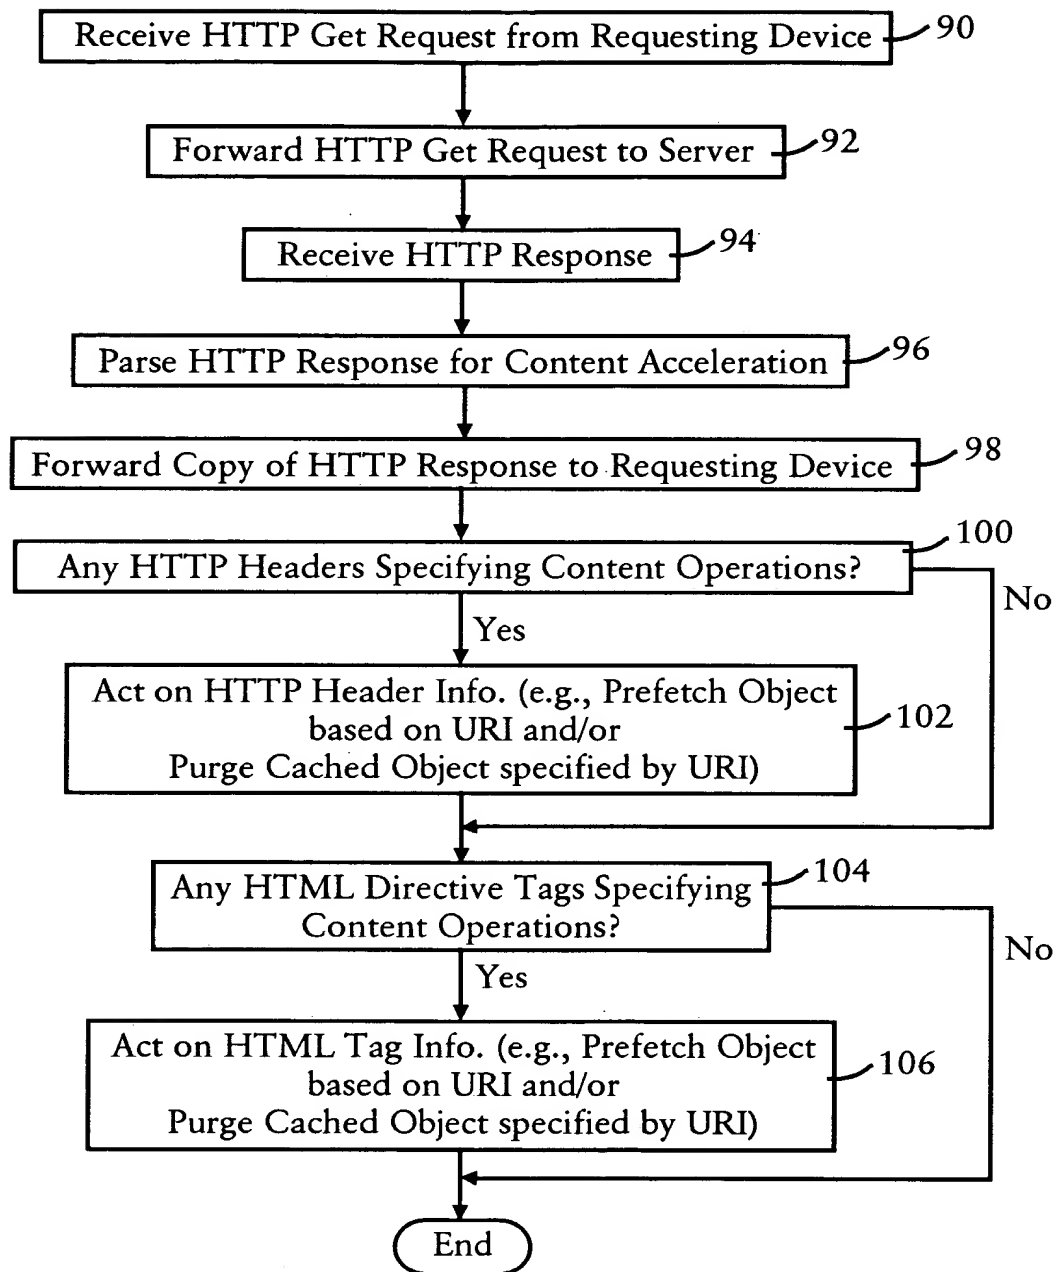 Receive HTTP Get Request from Requesting Device
90
Forward HTTP Get Request to Server
92
Receive HTTP Response
94
Parse HTTP Response for Content Acceleration
96
Forward Copy of HTTP Response to Requesting Device
98
Any HTTP Headers Specifying Content Operations?
100
No
Yes
Act on HTTP Header Info. (e.g., Prefetch Object
based on URI and/or
Purge Cached Object specified by URI)
102
Any HTML Directive Tags Specifying
Content Operations?
104
No
Yes
Act on HTML Tag Info. (e.g., Prefetch Object
based on URI and/or
Purge Cached Object specified by URI)
106
End